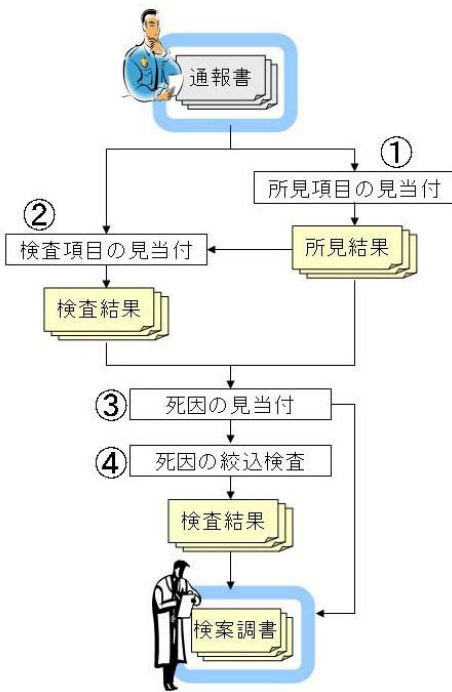 通報書
①
所見項目の見当付
②
検査項目の見当付
所見結果
検査結果
③
死因の見当付
④
死因の絞込検査
検査結果
検案調書